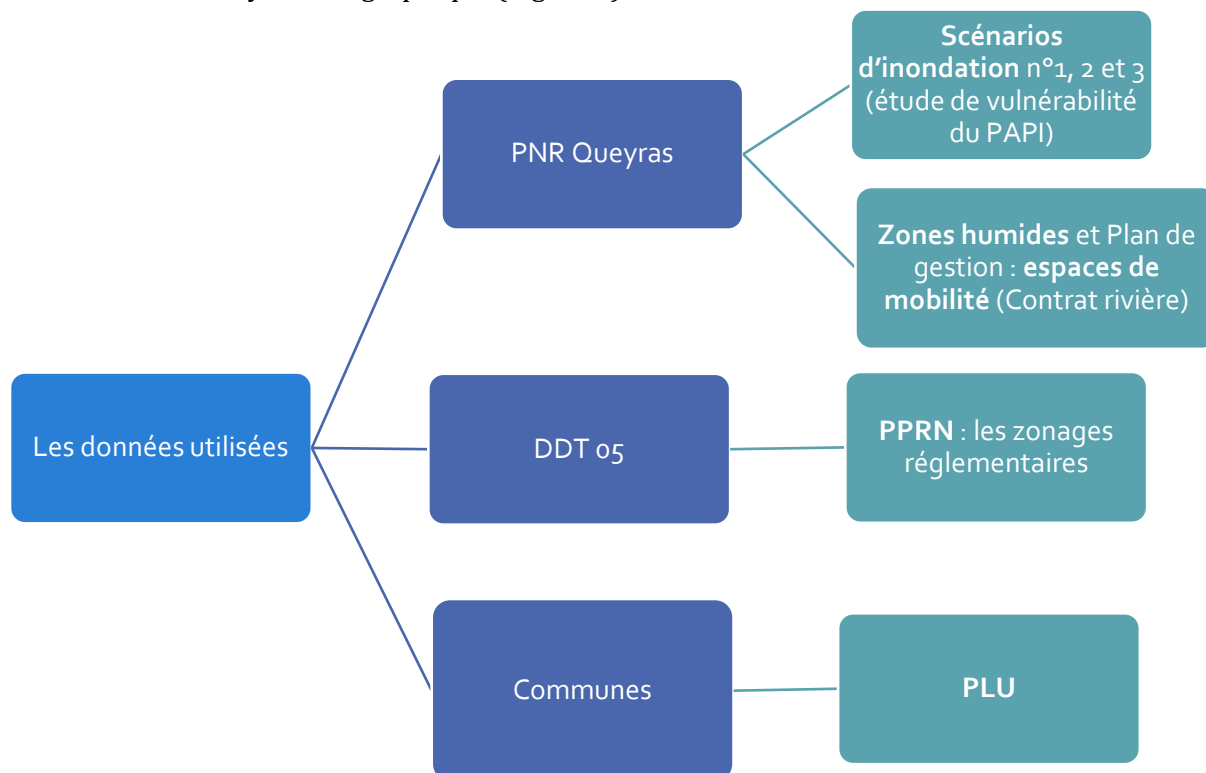 Scénarios
d'inondation n°1, 2 et 3
(étude de vulnérabilité
du PAPI)
PNR Queyras
Zones humides et Plan de
gestion : espaces de
mobilité (Contrat rivière)
Les données utilisées
DDT 05
PPRN : les zonages
réglementaires
Communes
PLU